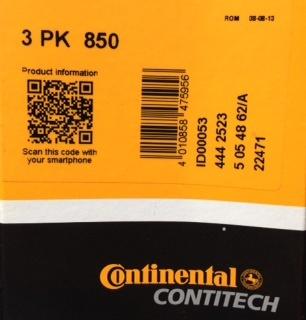 ROM 08-08-13
3 PK 850
Product information
Scan this code with
your smartphone
4 010858 475956
ID00053
444 2523
5 05 48 62/A
22471
Continental
CONTITECH